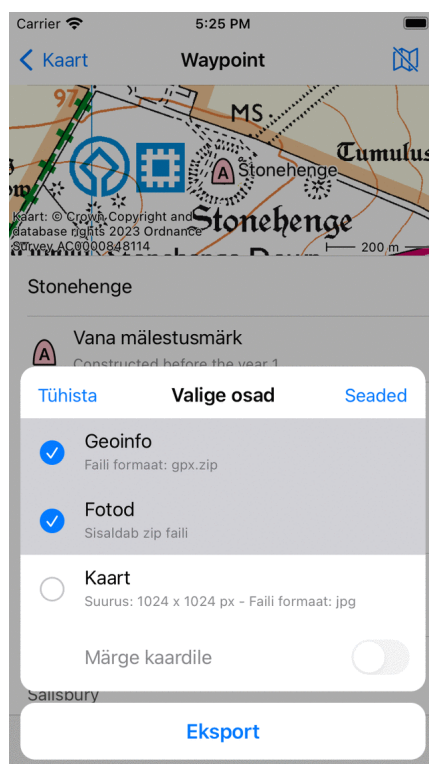 Carrier
5:25 PM
Kaart
Waypoint
97
MS.
Tumulus
A
Stonehenge
Stonehenge
Kaart: © Crown Copyright and
database rights 2023 Ordnance
Survey AC0000848114
200 m
Stonehenge
A
Vana mälestusmärk
Constructed before the year 1
Tühista
Valige osad
Seaded
Geoinfo
Faili formaat: gpx.zip
Fotod
Sisaldab zip faili
Kaart
Suurus: 1024 x 1024 px - Faili formaat: jpg
Märge kaardile
Salisbury
Eksport